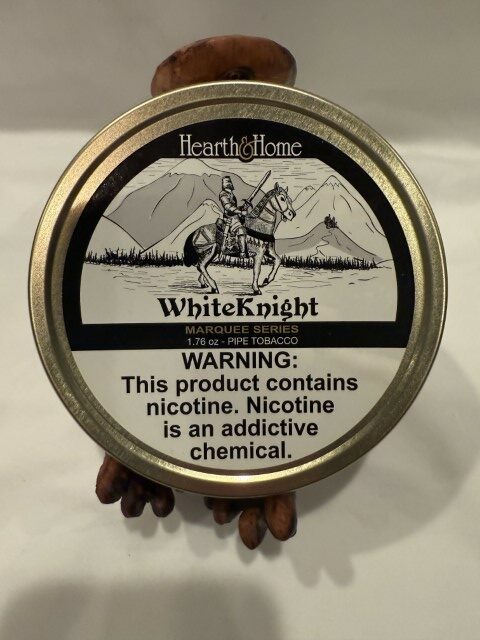 Hearth&Home
WhiteKnight
MARQUEE SERIES
1.76 oz - PIPE TOBACCO
WARNING:
This product contains
nicotine. Nicotine
is an addictive
chemical.